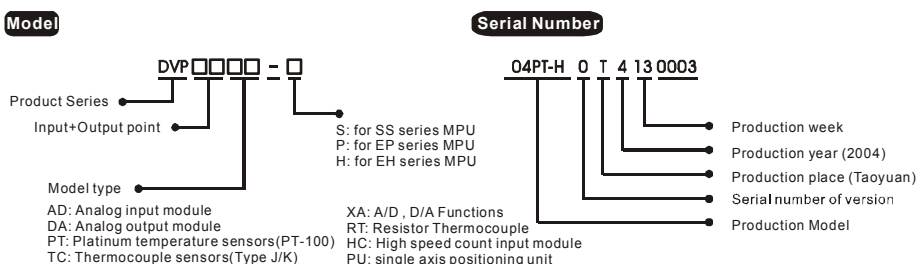 Model
DVP□□□□ - □
Product Series
Input+Output point
S: for SS series MPU
P: for EP series MPU
H: for EH series MPU
Model type
AD: Analog input module
DA: Analog output module
PT: Platinum temperature sensors(PT-100)
TC: Thermocouple sensors(Type J/K)
XA: A/D , D/A Functions
RT: Resistor Thermocouple
HC: High speed count input module
PU: single axis positioning unit
Serial Number
04PT-H 0 T 4 13 0003
Production week
Production year (2004)
Production place (Taoyuan)
Serial number of version
Production Model